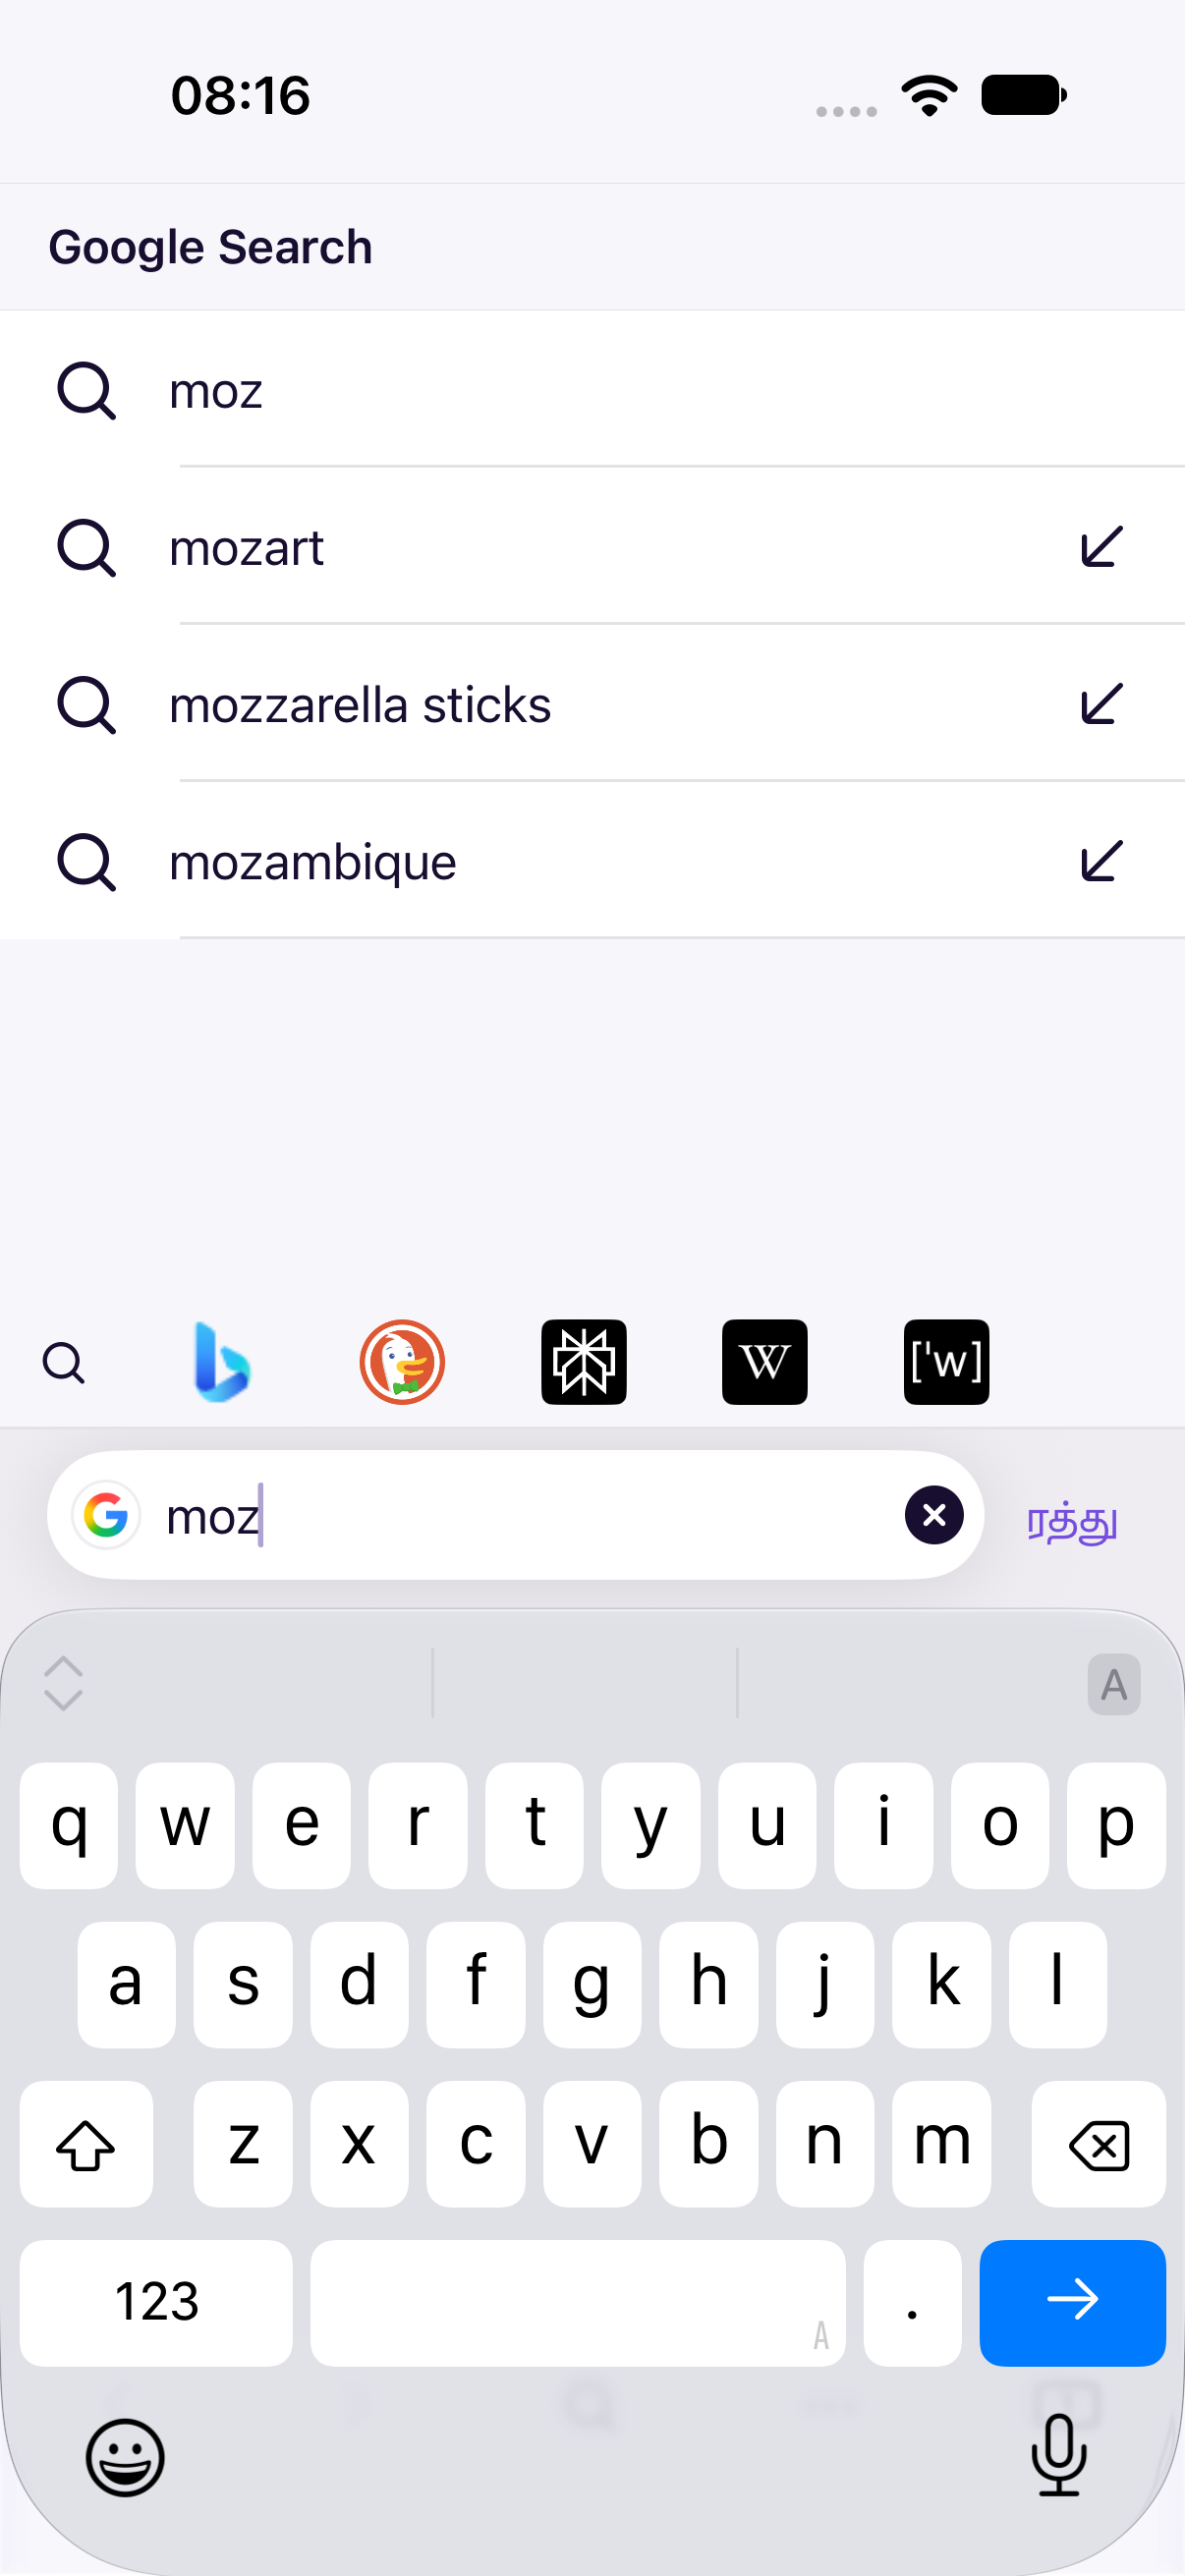 08:16
Google Search
moz
mozart
mozzarella sticks
mozambique
W
['w]
moz
ரத்து
A
q w e r t y u i o p
a s d f g h j k l
z x c v b n m
123
A
.